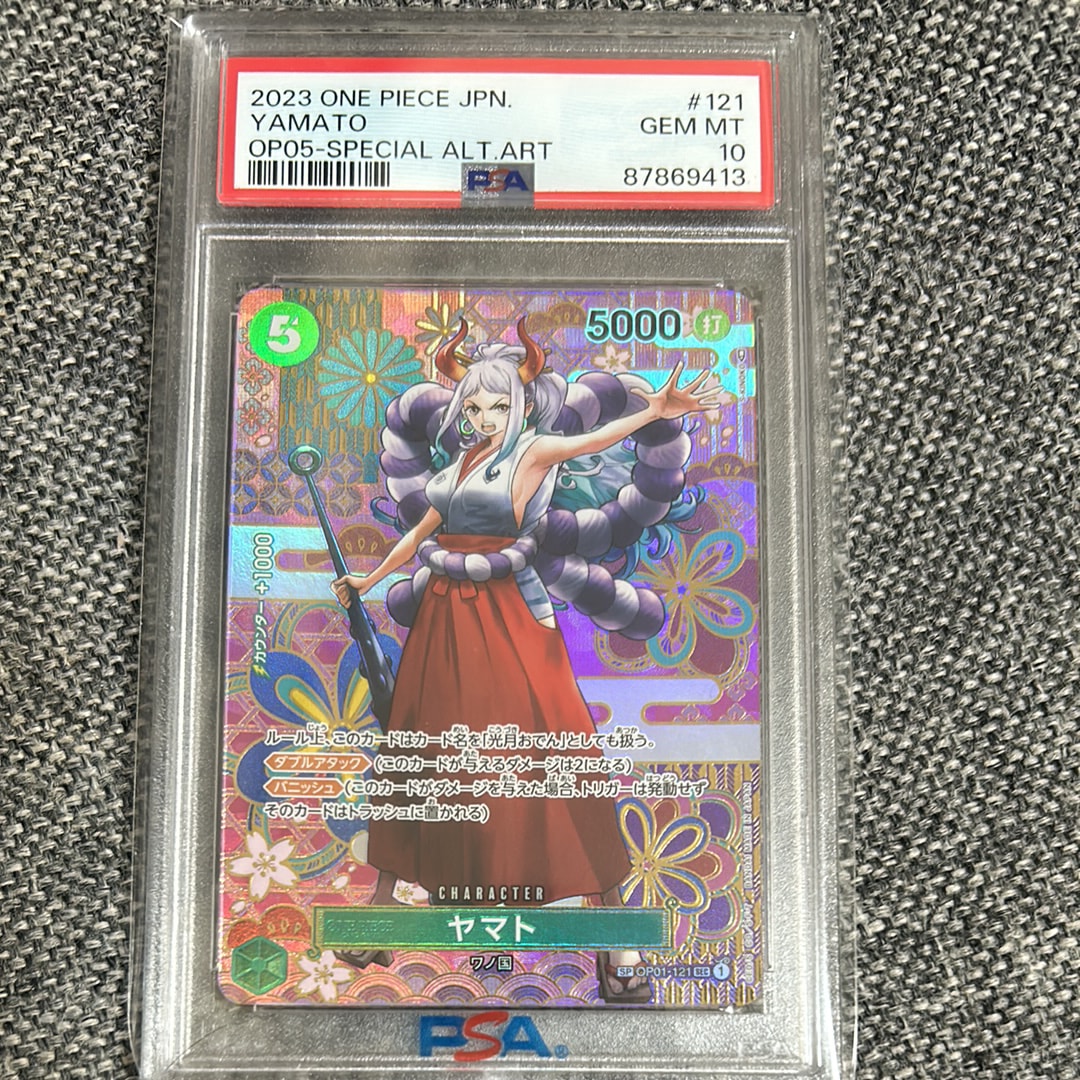 2023 ONE PIECE JPN. #121
YAMATO GEM MT
OP05-SPECIAL ALT.ART 10
PSA 87869413
5 5000 打
カウンター +1000
ルール上、このカードはカード名を「光月おでん」としても扱う。
ダブルアタック (このカードが与えるダメージは2になる)
バニッシュ (このカードがダメージを与えた場合、トリガーは発動せず
そのカードはトラッシュに置かれる)
CHARACTER
ヤマト
ワノ国
SP OP01-121 SEC 1
PSA®